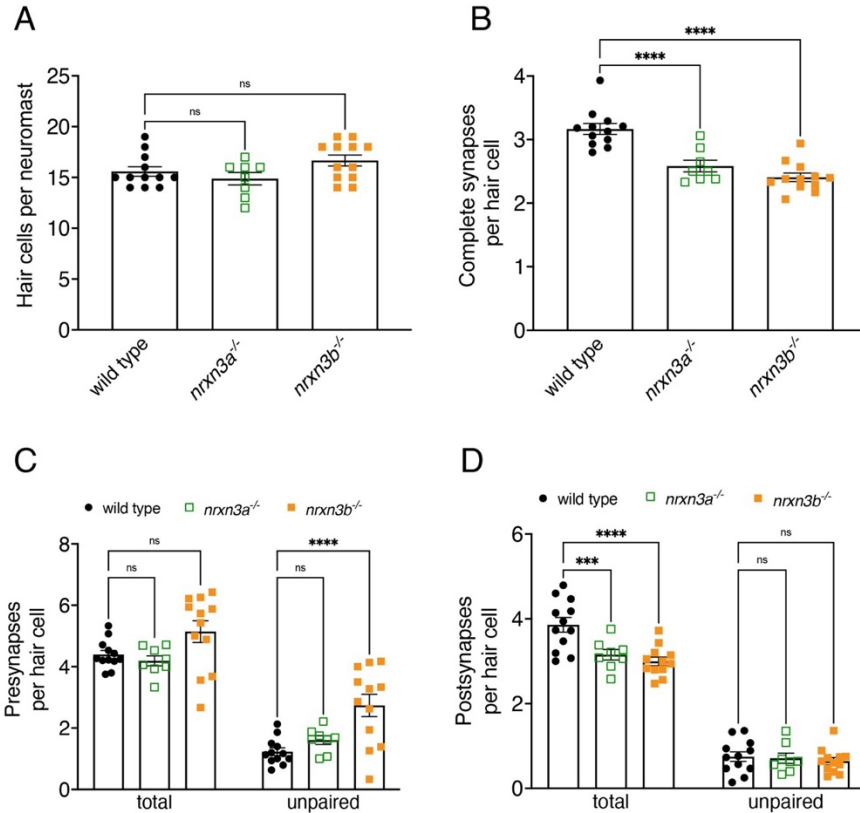 A
Hair cells per neuromast
25
20
15
10
5
0
ns
ns
wild type
nrxn3a-/-
nrxn3b-/-
B
Complete synapses
per hair cell
4
3
2
1
0
****
****
wild type
nrxn3a-/-
nrxn3b-/-
C
wild type nrxn3a-/- nrxn3b-/-
Presynapses
per hair cell
8
6
4
2
0
ns
ns
****
ns
total unpaired
D
wild type nrxn3a-/- nrxn3b-/-
Postsynapses
per hair cell
6
4
2
0
****
***
ns
ns
total unpaired